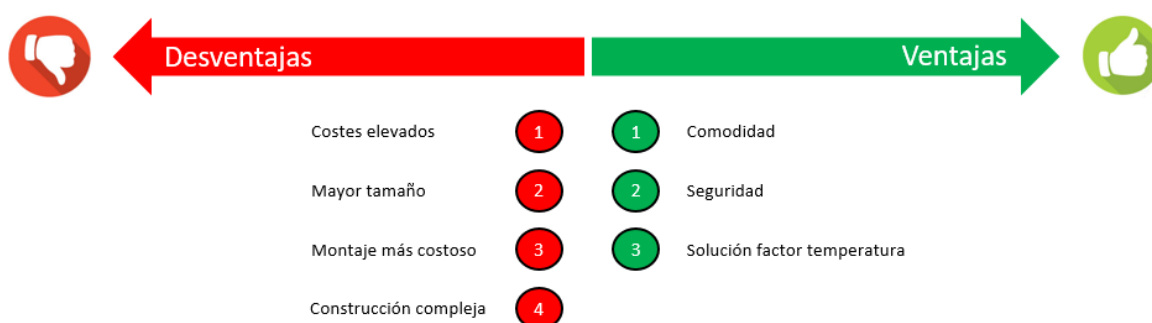 Desventajas
Ventajas
Costes elevados 1
1 Comodidad
Mayor tamaño 2
2 Seguridad
Montaje más costoso 3
3 Solución factor temperatura
Construcción compleja 4